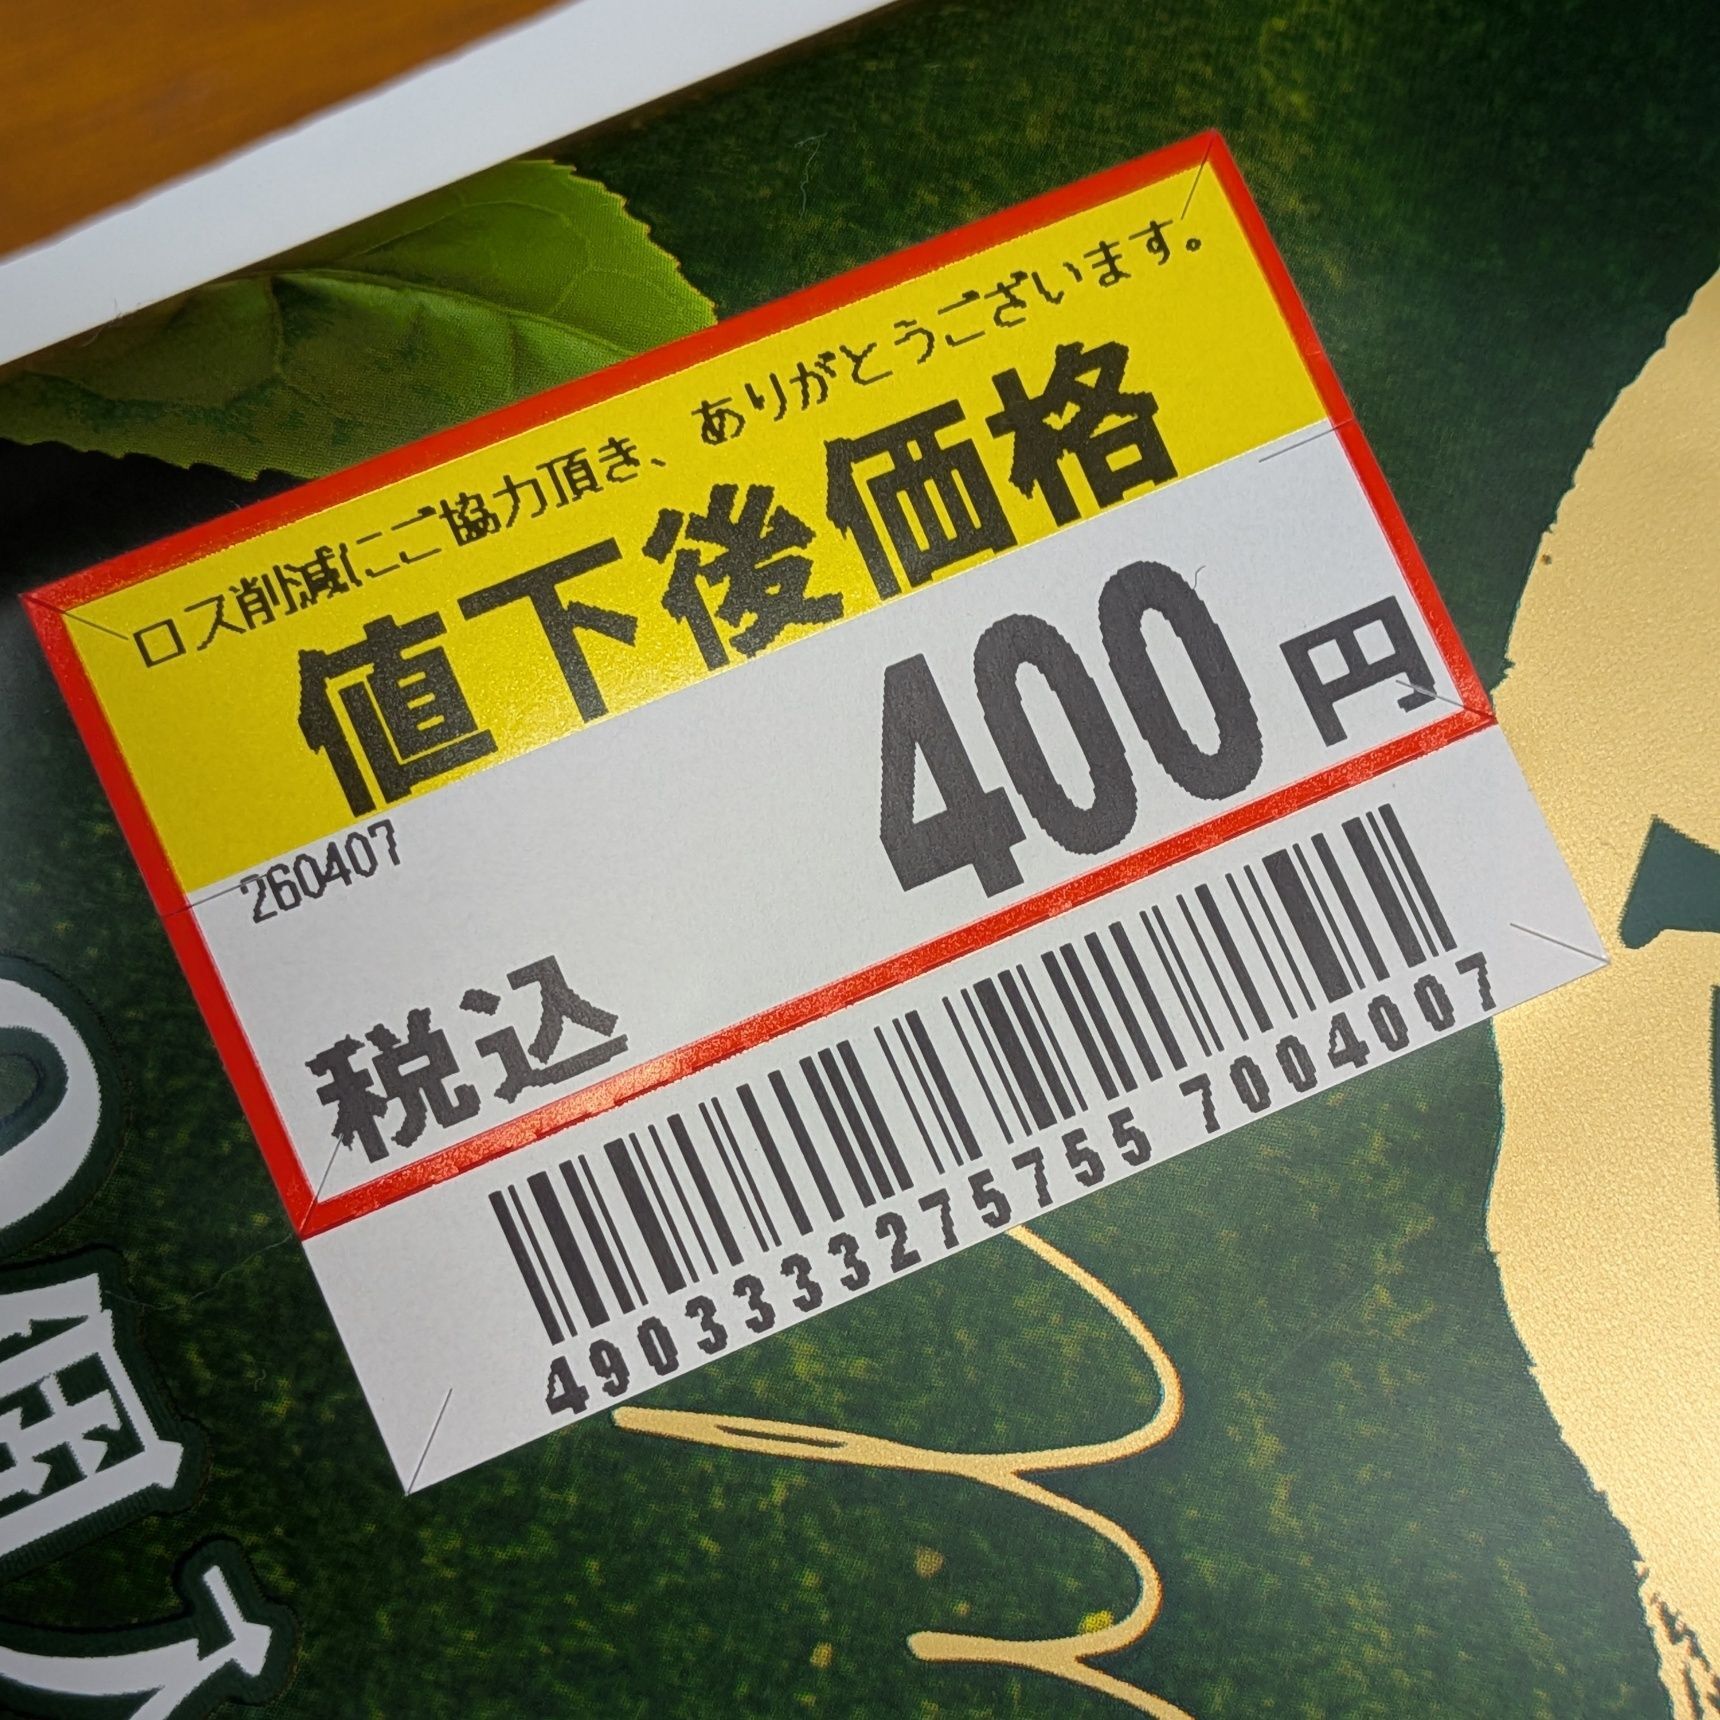 ロス削減にご協力頂き、ありがとうございます。
値下後価格
400円
260407
税込
4903333275755 7004007
の